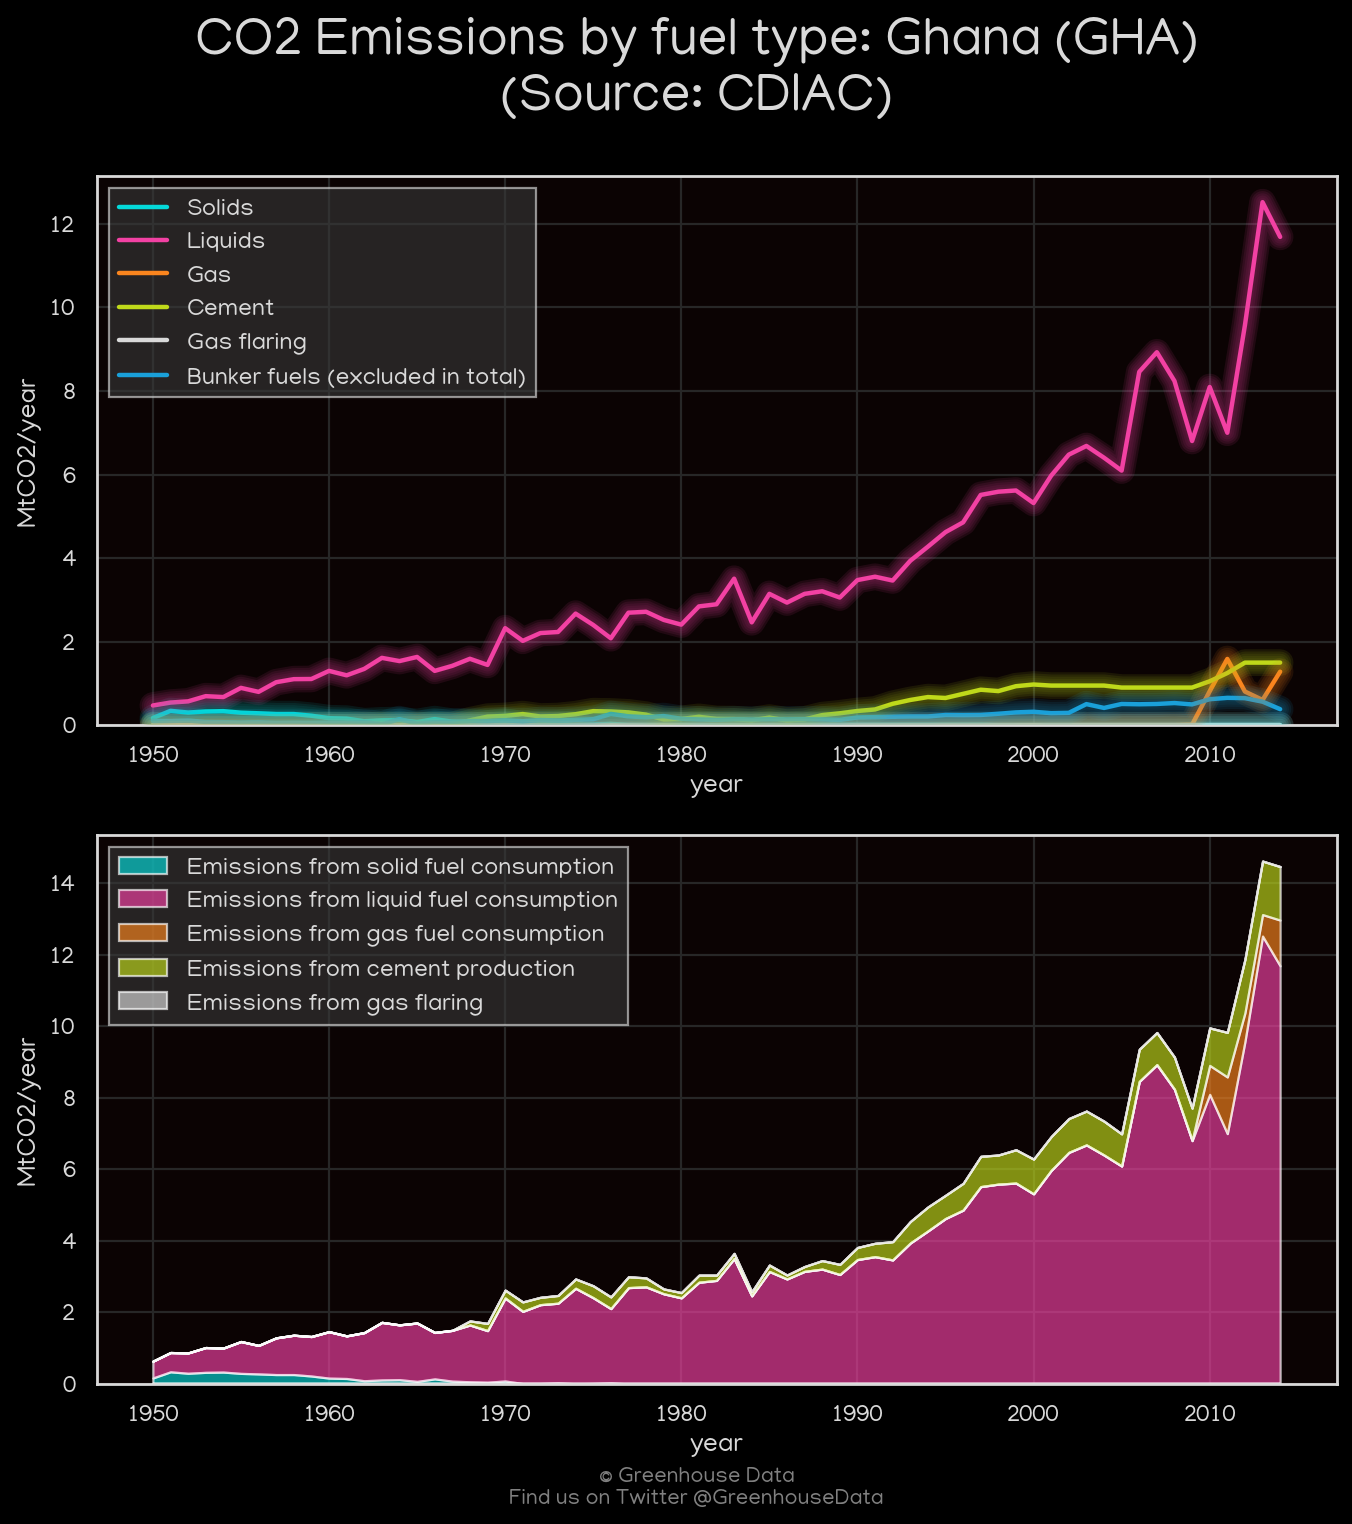 CO2 Emissions by fuel type: Ghana (GHA)
(Source: CDIAC)
Solids
Liquids
Gas
Cement
Gas flaring
Bunker fuels (excluded in total)
MtCO2/year
12
10
8
6
4
2
0
1950 1960 1970 1980 1990 2000 2010
year
Emissions from solid fuel consumption
Emissions from liquid fuel consumption
Emissions from gas fuel consumption
Emissions from cement production
Emissions from gas flaring
MtCO2/year
14
12
10
8
6
4
2
0
1950 1960 1970 1980 1990 2000 2010
year
© Greenhouse Data
Find us on Twitter @GreenhouseData